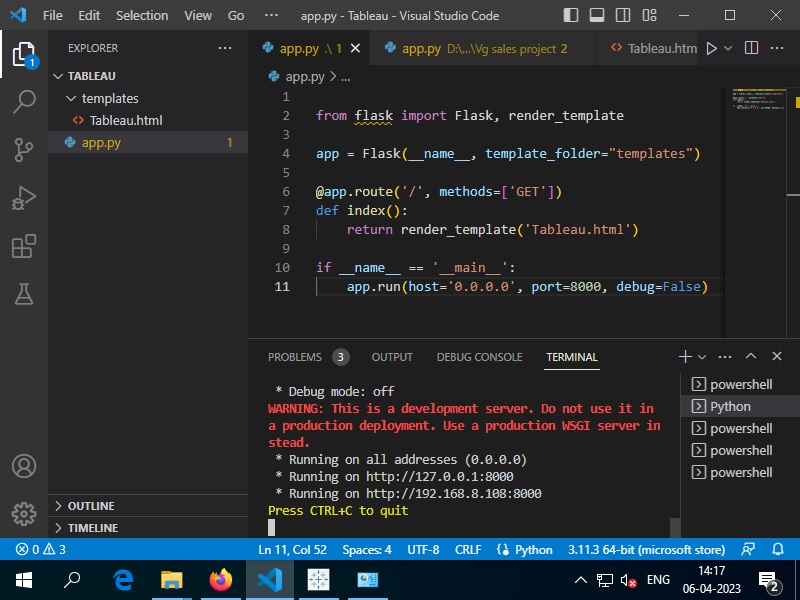 File Edit Selection View Go ··· app.py - Tableau - Visual Studio Code
EXPLORER ···
TABLEAU
templates
Tableau.html
app.py 1
OUTLINE
TIMELINE
1
app.py .\ 1 app.py D:\...\Vg sales project 2 Tableau.htm ···
app.py > ...
1
2 from flask import Flask, render_template
3
4 app = Flask(__name__, template_folder="templates")
5
6 @app.route('/', methods=['GET'])
7 def index():
8 return render_template('Tableau.html')
9
10 if __name__ == '__main__':
11 app.run(host='0.0.0.0', port=8000, debug=False)
PROBLEMS 3 OUTPUT DEBUG CONSOLE TERMINAL ···
* Debug mode: off
WARNING: This is a development server. Do not use it in
a production deployment. Use a production WSGI server in
stead.
* Running on all addresses (0.0.0.0)
* Running on http://127.0.0.1:8000
* Running on http://192.168.8.108:8000
Press CTRL+C to quit
powershell
Python
powershell
powershell
powershell
0 3 Ln 11, Col 52 Spaces: 4 UTF-8 CRLF Python 3.11.3 64-bit (microsoft store)
ENG
14:17
06-04-2023
2